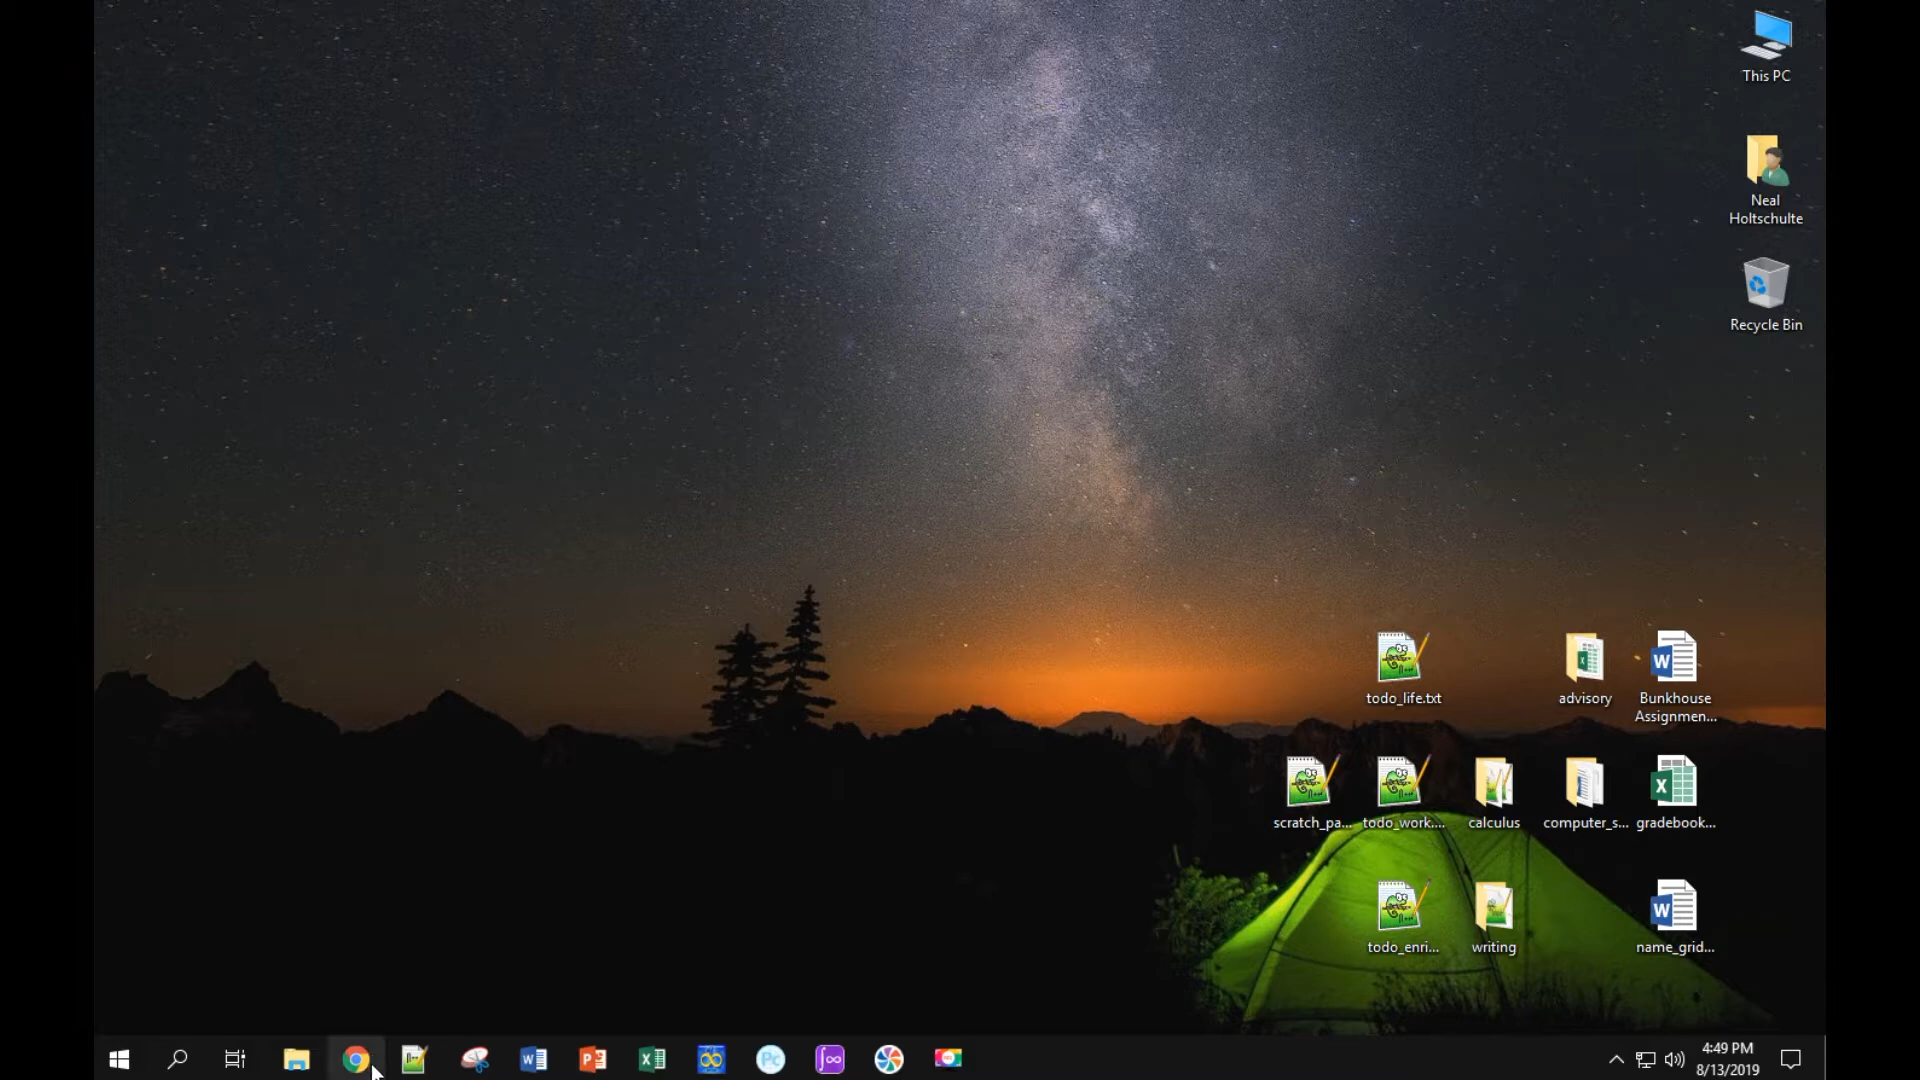 This PC
Neal
Holtschulte
Recycle Bin
todo_life.txt
advisory
Bunkhouse
Assignmen...
scratch_pa...
todo_work....
calculus
computer_s...
gradebook...
todo_enri...
writing
name_grid...
4:49 PM
8/13/2019